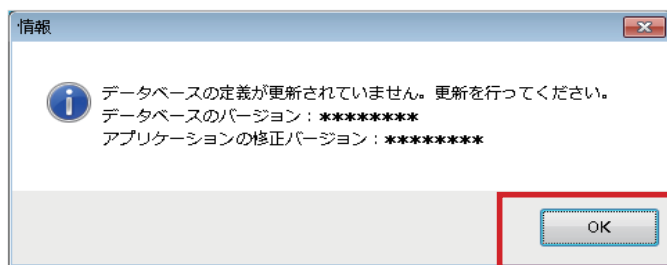 情報
データベースの定義が更新されていません。更新を行ってください。
データベースのバージョン：********
アプリケーションの修正バージョン：********
OK